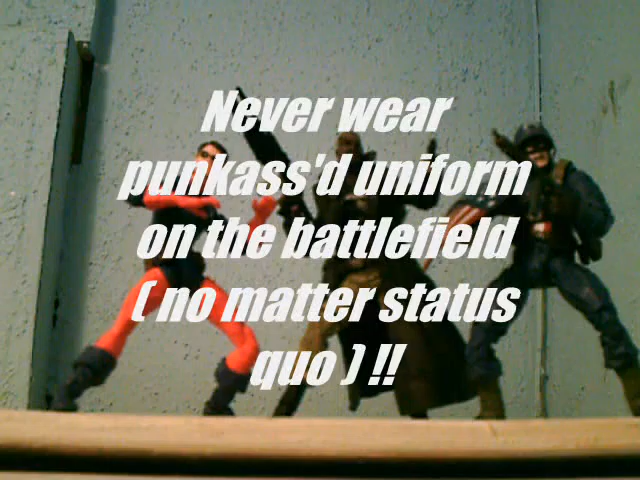 Never wear
punkass'd uniform
on the battlefield
( no matter status
quo ) !!